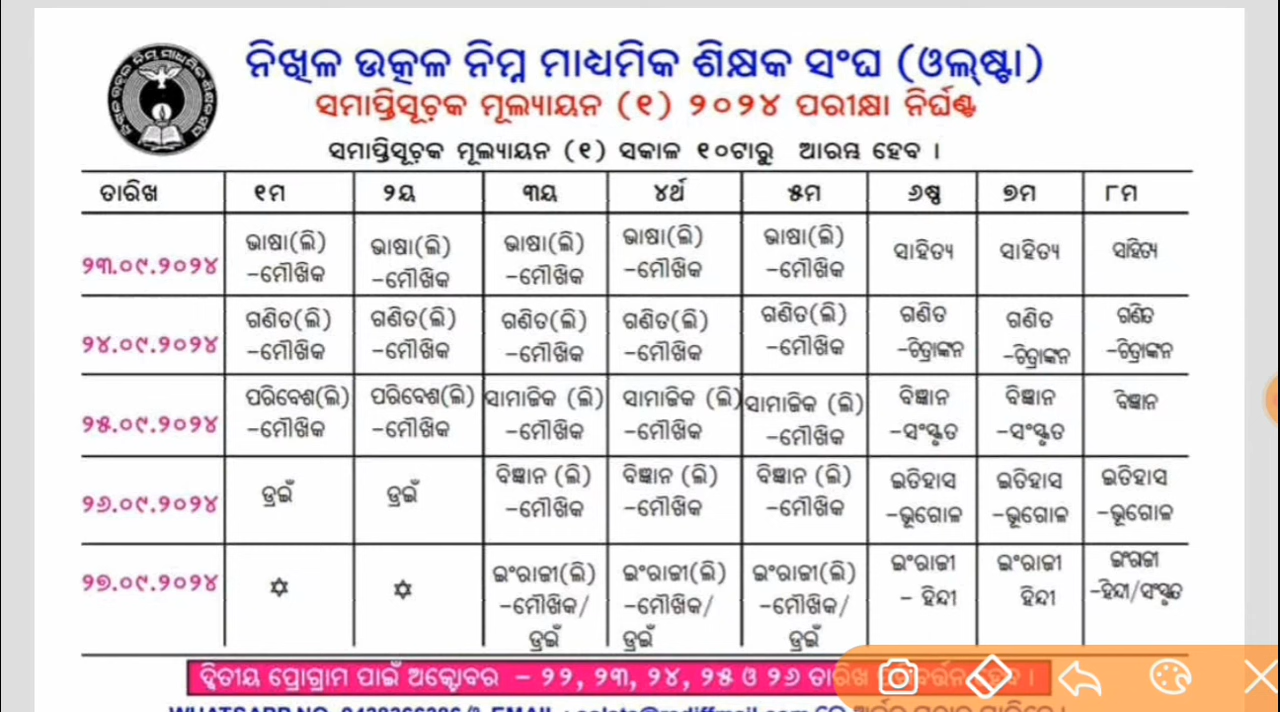 ନିଖିଳ ଉତ୍କଳ ନିମ୍ନ ମାଧ୍ୟମିକ ଶିକ୍ଷକ ସଂଘ (ଓଲ୍‌ଷ୍ଟା)
ସମାପ୍ତିସୂଚକ ମୂଲ୍ୟାୟନ (୧) ୨୦୨୪ ପରୀକ୍ଷା ନିର୍ଘଣ୍ଟ
ସମାପ୍ତିସୂଚକ ମୂଲ୍ୟାୟନ (୧) ସକାଳ ୧୦ଟାରୁ ଆରମ୍ଭ ହେବ ।
ତାରିଖ ୧ମ ୨ୟ ୩ୟ ୪ର୍ଥ ୫ମ ୬ଷ୍ଠ ୭ମ ୮ମ
୨୩.୦୯.୨୦୨୪ ଭାଷା(ଲି) ଭାଷା(ଲି) ଭାଷା(ଲି) ଭାଷା(ଲି) ଭାଷା(ଲି) ସାହିତ୍ୟ ସାହିତ୍ୟ ସାହିତ୍ୟ
-ମୌଖିକ -ମୌଖିକ -ମୌଖିକ -ମୌଖିକ -ମୌଖିକ
୨୪.୦୯.୨୦୨୪ ଗଣିତ(ଲି) ଗଣିତ(ଲି) ଗଣିତ(ଲି) ଗଣିତ(ଲି) ଗଣିତ(ଲି) ଗଣିତ ଗଣିତ ଗଣିତ
-ମୌଖିକ -ମୌଖିକ -ମୌଖିକ -ମୌଖିକ -ମୌଖିକ -ଚିତ୍ରାଙ୍କନ -ଚିତ୍ରାଙ୍କନ -ଚିତ୍ରାଙ୍କନ
୨୫.୦୯.୨୦୨୪ ପରିବେଶ(ଲି) ପରିବେଶ(ଲି) ସାମାଜିକ (ଲି) ସାମାଜିକ (ଲି) ସାମାଜିକ (ଲି) ବିଜ୍ଞାନ ବିଜ୍ଞାନ ବିଜ୍ଞାନ
-ମୌଖିକ -ମୌଖିକ -ମୌଖିକ -ମୌଖିକ -ମୌଖିକ -ସଂସ୍କୃତ -ସଂସ୍କୃତ
୨୬.୦୯.୨୦୨୪ ଡ୍ରଇଁ ଡ୍ରଇଁ ବିଜ୍ଞାନ (ଲି) ବିଜ୍ଞାନ (ଲି) ବିଜ୍ଞାନ (ଲି) ଇତିହାସ ଇତିହାସ ଇତିହାସ
-ମୌଖିକ -ମୌଖିକ -ମୌଖିକ -ଭୂଗୋଳ -ଭୂଗୋଳ -ଭୂଗୋଳ
୨୭.୦୯.୨୦୨୪ ✡ ✡ ଇଂରାଜୀ(ଲି) ଇଂରାଜୀ(ଲି) ଇଂରାଜୀ(ଲି) ଇଂରାଜୀ ଇଂରାଜୀ ଇଂରାଜୀ
-ମୌଖିକ/ -ମୌଖିକ/ -ମୌଖିକ/ - ହିନ୍ଦୀ ହିନ୍ଦୀ -ହିନ୍ଦୀ/ସଂସ୍କୃତ
ଡ୍ରଇଁ ଡ୍ରଇଁ ଡ୍ରଇଁ
ଦ୍ୱିତୀୟ ପ୍ରୋଗ୍ରାମ ପାଇଁ ଅକ୍ଟୋବର - ୨୨, ୨୩, ୨୪, ୨୫ ଓ ୨୬ ତାରିଖ